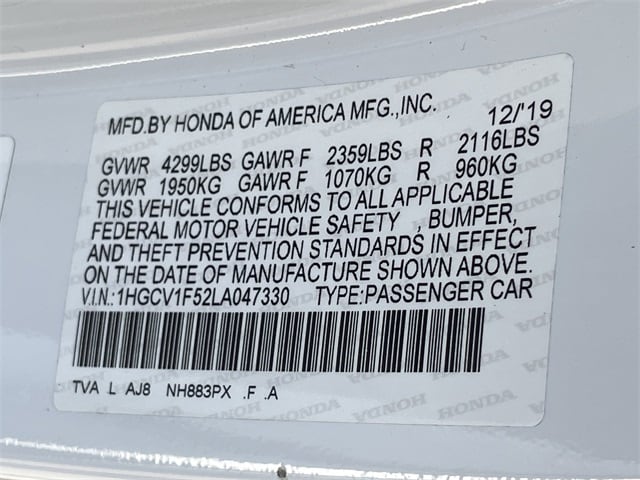 MFD.BY HONDA OF AMERICA MFG.,INC. 12/'19
GVWR 4299LBS GAWR F 2359LBS R 2116LBS
GVWR 1950KG GAWR F 1070KG R 960KG
THIS VEHICLE CONFORMS TO ALL APPLICABLE
FEDERAL MOTOR VEHICLE SAFETY , BUMPER,
AND THEFT PREVENTION STANDARDS IN EFFECT
ON THE DATE OF MANUFACTURE SHOWN ABOVE.
V.I.N.:1HGCV1F52LA047330 TYPE:PASSENGER CAR
TVA L AJ8 NH883PX .F .A